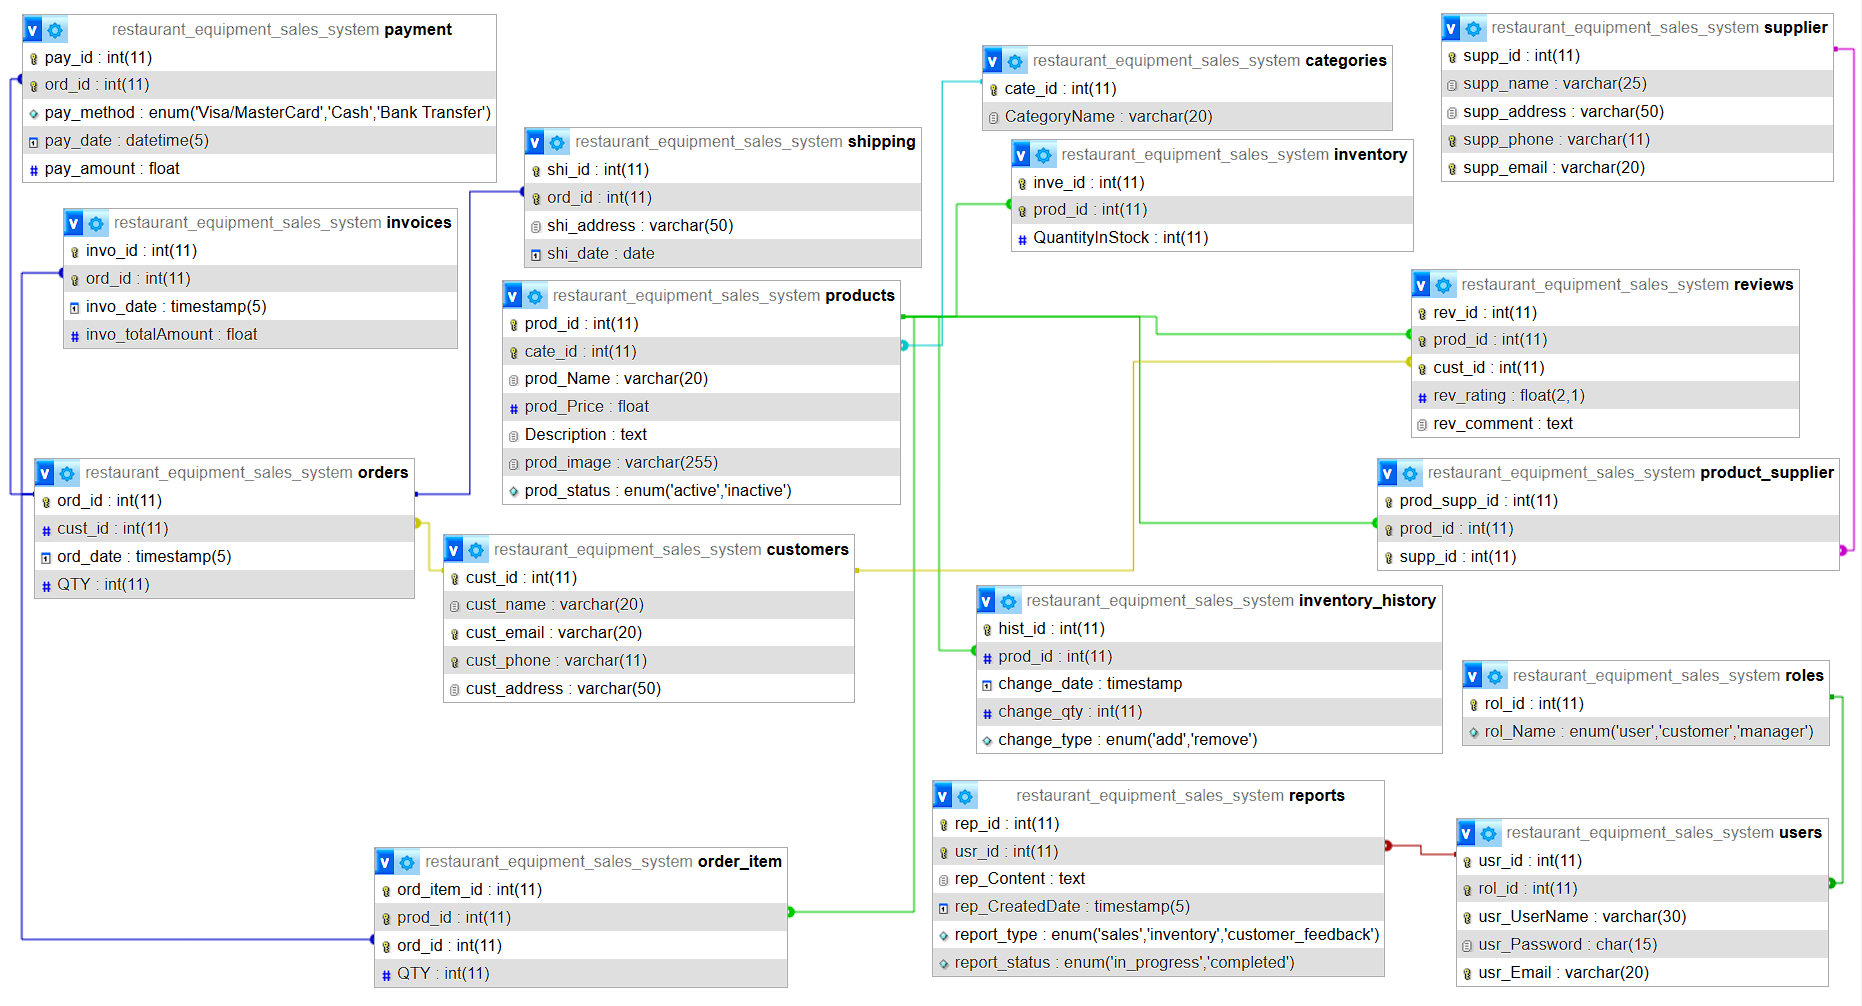 restaurant_equipment_sales_system payment
pay_id : int(11)
ord_id : int(11)
pay_method : enum('Visa/MasterCard','Cash','Bank Transfer')
pay_date : datetime(5)
pay_amount : float
restaurant_equipment_sales_system invoices
invo_id : int(11)
ord_id : int(11)
invo_date : timestamp(5)
invo_totalAmount : float
restaurant_equipment_sales_system shipping
shi_id : int(11)
ord_id : int(11)
shi_address : varchar(50)
shi_date : date
restaurant_equipment_sales_system categories
cate_id : int(11)
CategoryName : varchar(20)
restaurant_equipment_sales_system inventory
inve_id : int(11)
prod_id : int(11)
QuantityInStock : int(11)
restaurant_equipment_sales_system supplier
supp_id : int(11)
supp_name : varchar(25)
supp_address : varchar(50)
supp_phone : varchar(11)
supp_email : varchar(20)
restaurant_equipment_sales_system products
prod_id : int(11)
cate_id : int(11)
prod_Name : varchar(20)
prod_Price : float
Description : text
prod_image : varchar(255)
prod_status : enum('active','inactive')
restaurant_equipment_sales_system reviews
rev_id : int(11)
prod_id : int(11)
cust_id : int(11)
rev_rating : float(2,1)
rev_comment : text
restaurant_equipment_sales_system orders
ord_id : int(11)
cust_id : int(11)
ord_date : timestamp(5)
QTY : int(11)
restaurant_equipment_sales_system customers
cust_id : int(11)
cust_name : varchar(20)
cust_email : varchar(20)
cust_phone : varchar(11)
cust_address : varchar(50)
restaurant_equipment_sales_system product_supplier
prod_supp_id : int(11)
prod_id : int(11)
supp_id : int(11)
restaurant_equipment_sales_system inventory_history
hist_id : int(11)
prod_id : int(11)
change_date : timestamp
change_qty : int(11)
change_type : enum('add','remove')
restaurant_equipment_sales_system roles
rol_id : int(11)
rol_Name : enum('user','customer','manager')
restaurant_equipment_sales_system reports
rep_id : int(11)
usr_id : int(11)
rep_Content : text
rep_CreatedDate : timestamp(5)
report_type : enum('sales','inventory','customer_feedback')
report_status : enum('in_progress','completed')
restaurant_equipment_sales_system users
usr_id : int(11)
rol_id : int(11)
usr_UserName : varchar(30)
usr_Password : char(15)
usr_Email : varchar(20)
restaurant_equipment_sales_system order_item
ord_item_id : int(11)
prod_id : int(11)
ord_id : int(11)
QTY : int(11)